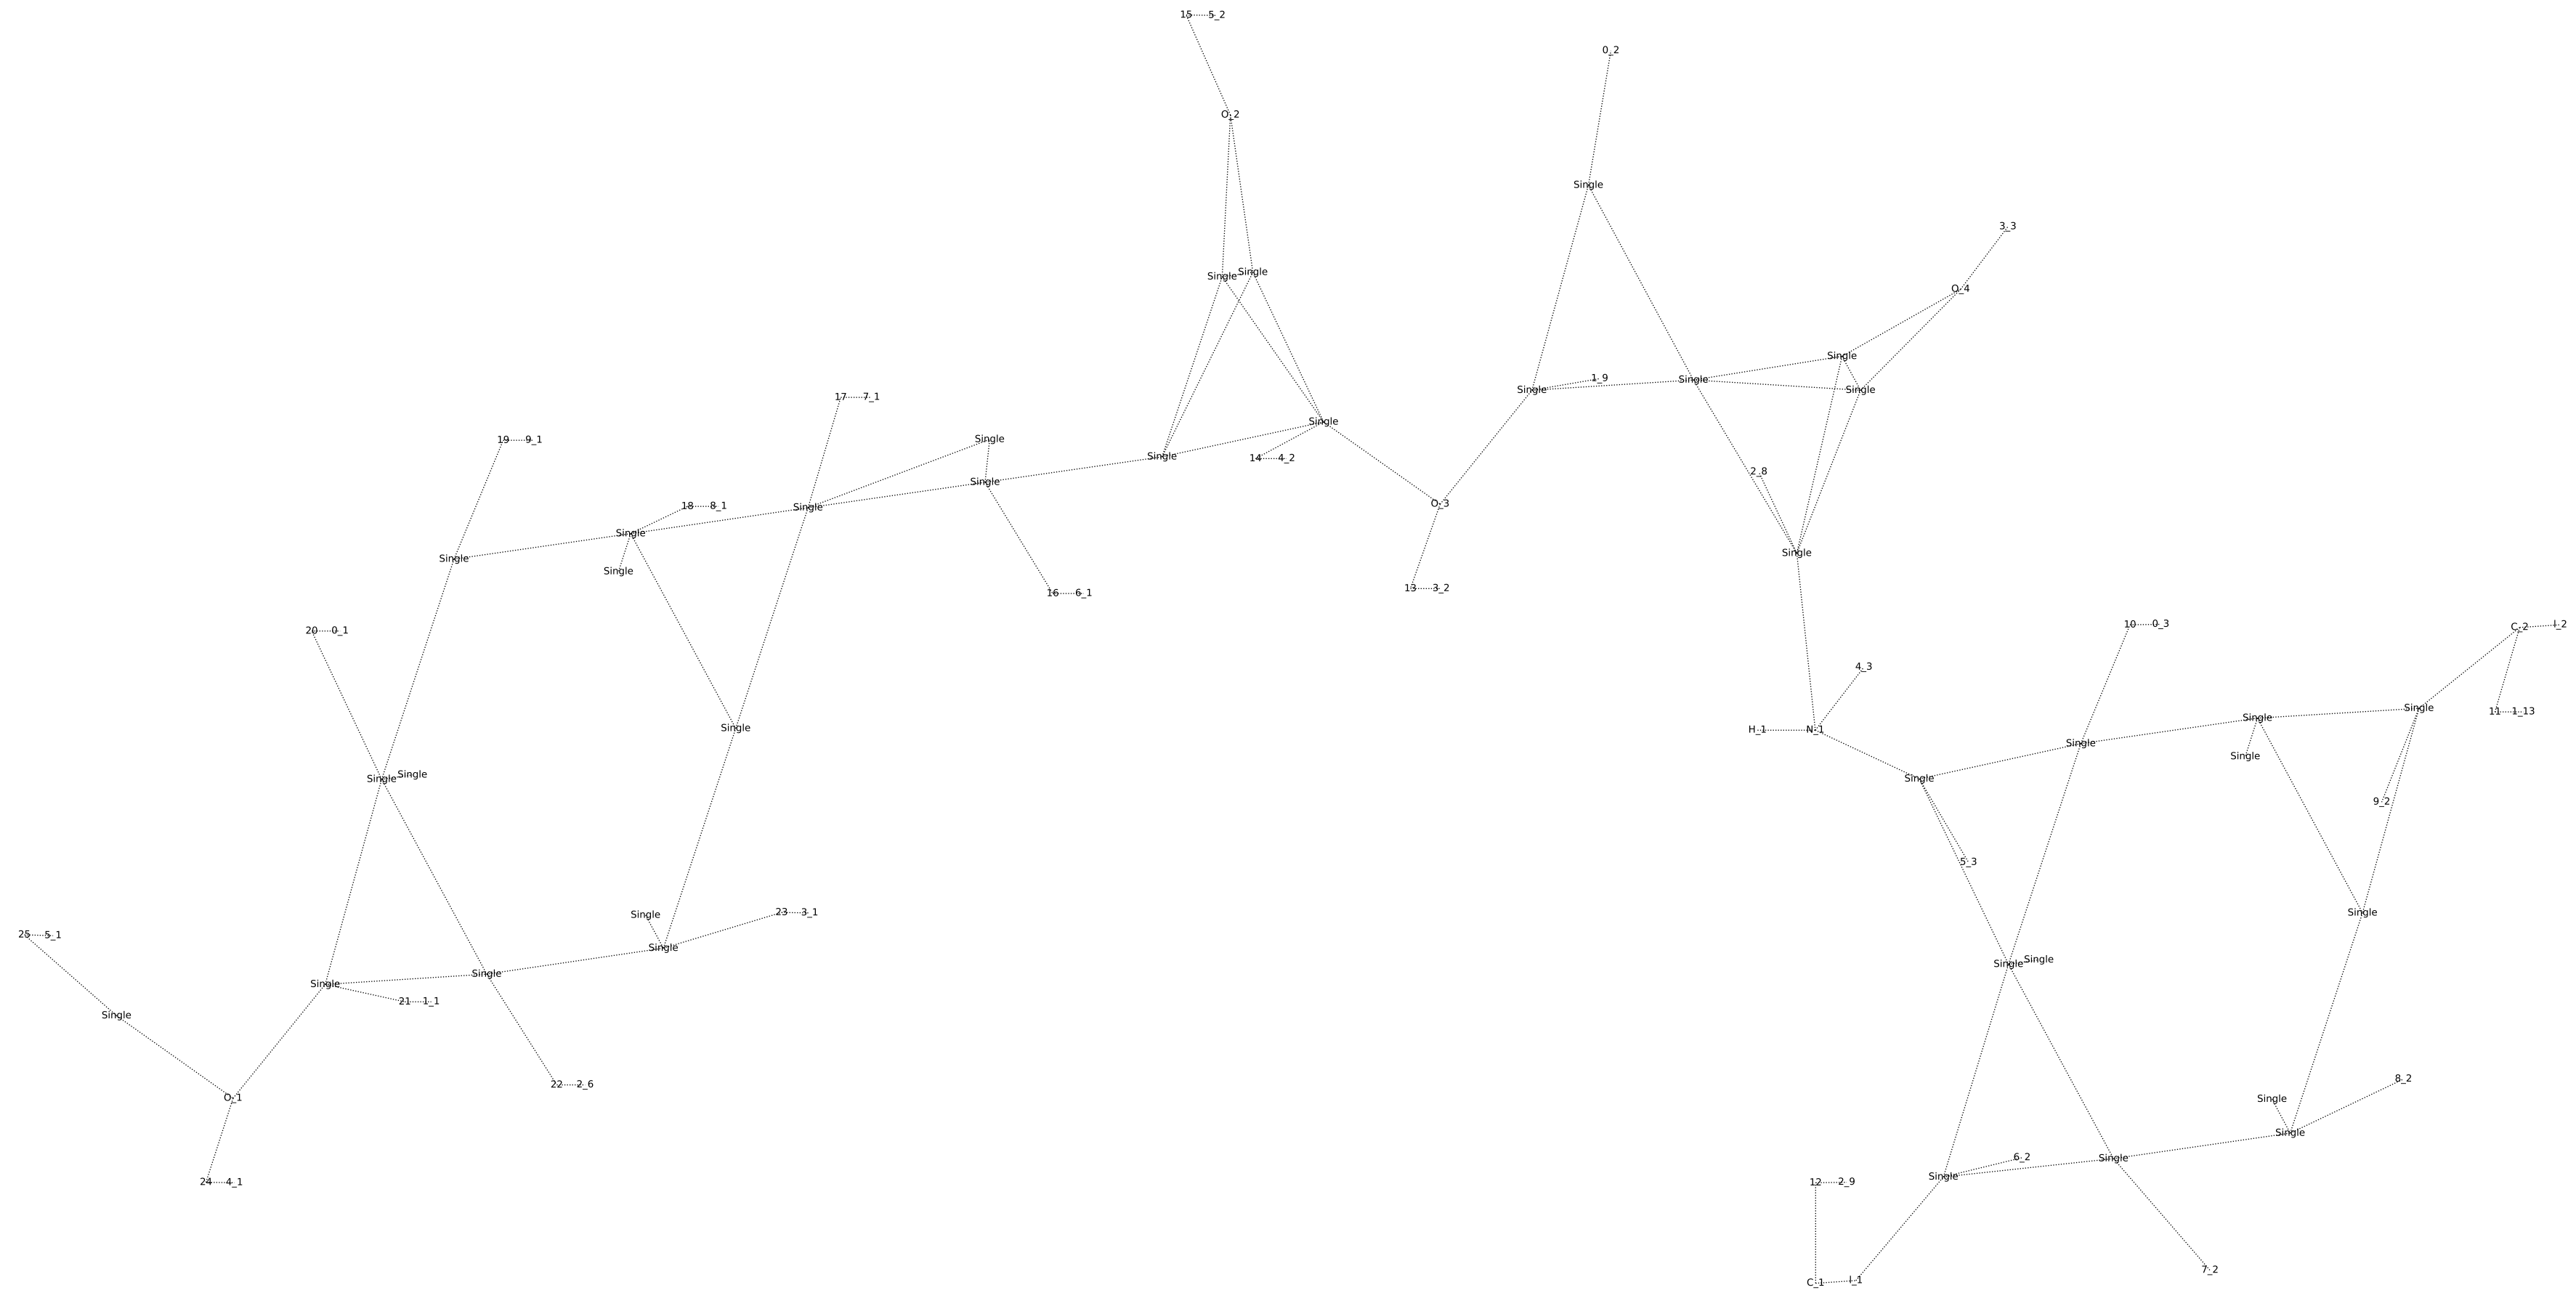 15 5_2
0_2
O_2
Single
3_3
Single Single
O_4
Single
1_9 Single Single Single
17 7_1
Single
19 9_1 Single
Single 14 4_2
2_8
Single
O_3
18 8_1 Single
Single
Single
Single
Single
13 3_2
16 6_1
10 0_3
C_2 I_2
20 0_1
4_3
Single
11 1_13
Single
Single
H_1 N_1
Single
Single
Single
Single Single
Single
9_2
5_3
23 3_1
Single
Single
25 5_1
Single
Single Single
Single
Single
21 1_1
Single
8_2
22 2_6
O_1
Single
Single
6_2 Single
Single
24 4_1
12 2_9
7_2
C_1 I_1